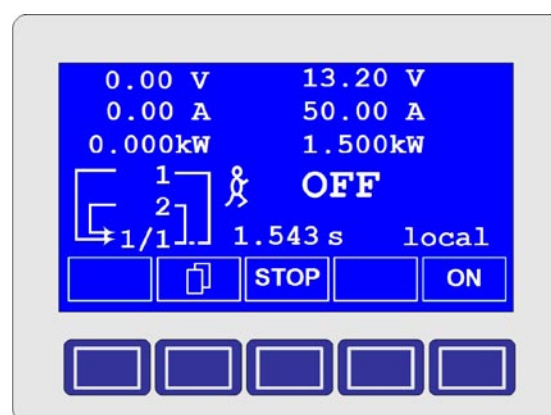 0.00 V 13.20 V
0.00 A 50.00 A
0.000kW 1.500kW
1
OFF
2
1/1 1.543 s local
STOP ON